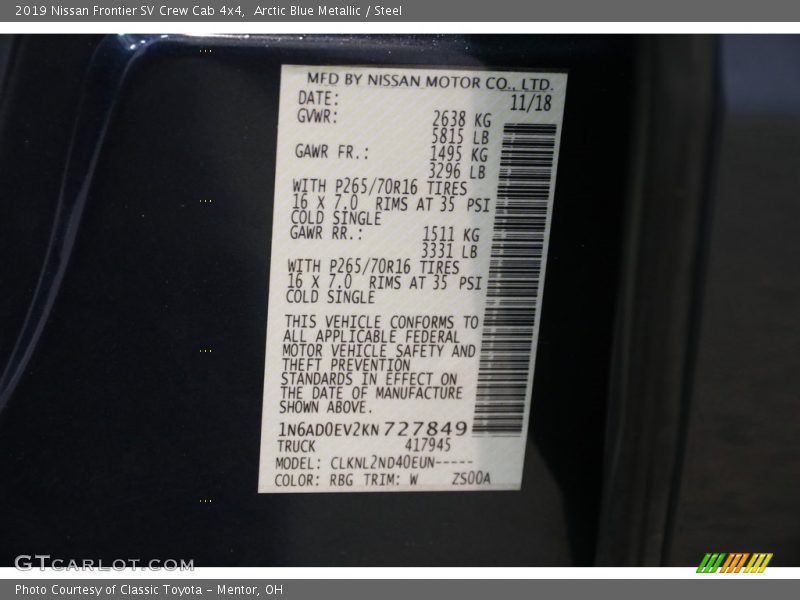 2019 Nissan Frontier SV Crew Cab 4x4, Arctic Blue Metallic / Steel
MFD BY NISSAN MOTOR CO., LTD.
DATE: 11/18
GVWR: 2638 KG
5815 LB
GAWR FR.: 1495 KG
3296 LB
WITH P265/70R16 TIRES
16 X 7.0 RIMS AT 35 PSI
COLD SINGLE
GAWR RR.: 1511 KG
3331 LB
WITH P265/70R16 TIRES
16 X 7.0 RIMS AT 35 PSI
COLD SINGLE
THIS VEHICLE CONFORMS TO
ALL APPLICABLE FEDERAL
MOTOR VEHICLE SAFETY AND
THEFT PREVENTION
STANDARDS IN EFFECT ON
THE DATE OF MANUFACTURE
SHOWN ABOVE.
1N6AD0EV2KN727849
TRUCK 417945
MODEL: CLKNL2ND40EUN-----
COLOR: RBG TRIM: W ZS00A
GTCARLOT.COM
Photo Courtesy of Classic Toyota - Mentor, OH